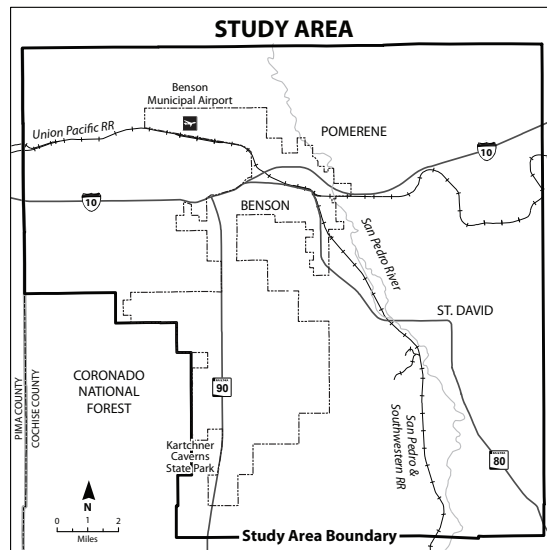 STUDY AREA
Benson
Municipal Airport
Union Pacific RR
POMERENE
10
10
BENSON
San Pedro River
ST. DAVID
PIMA COUNTY
COCHISE COUNTY
CORONADO
NATIONAL
FOREST
90
Kartchner
Caverns
State Park
San Pedro &
Southwestern RR
80
N
0 1 2
Miles
Study Area Boundary